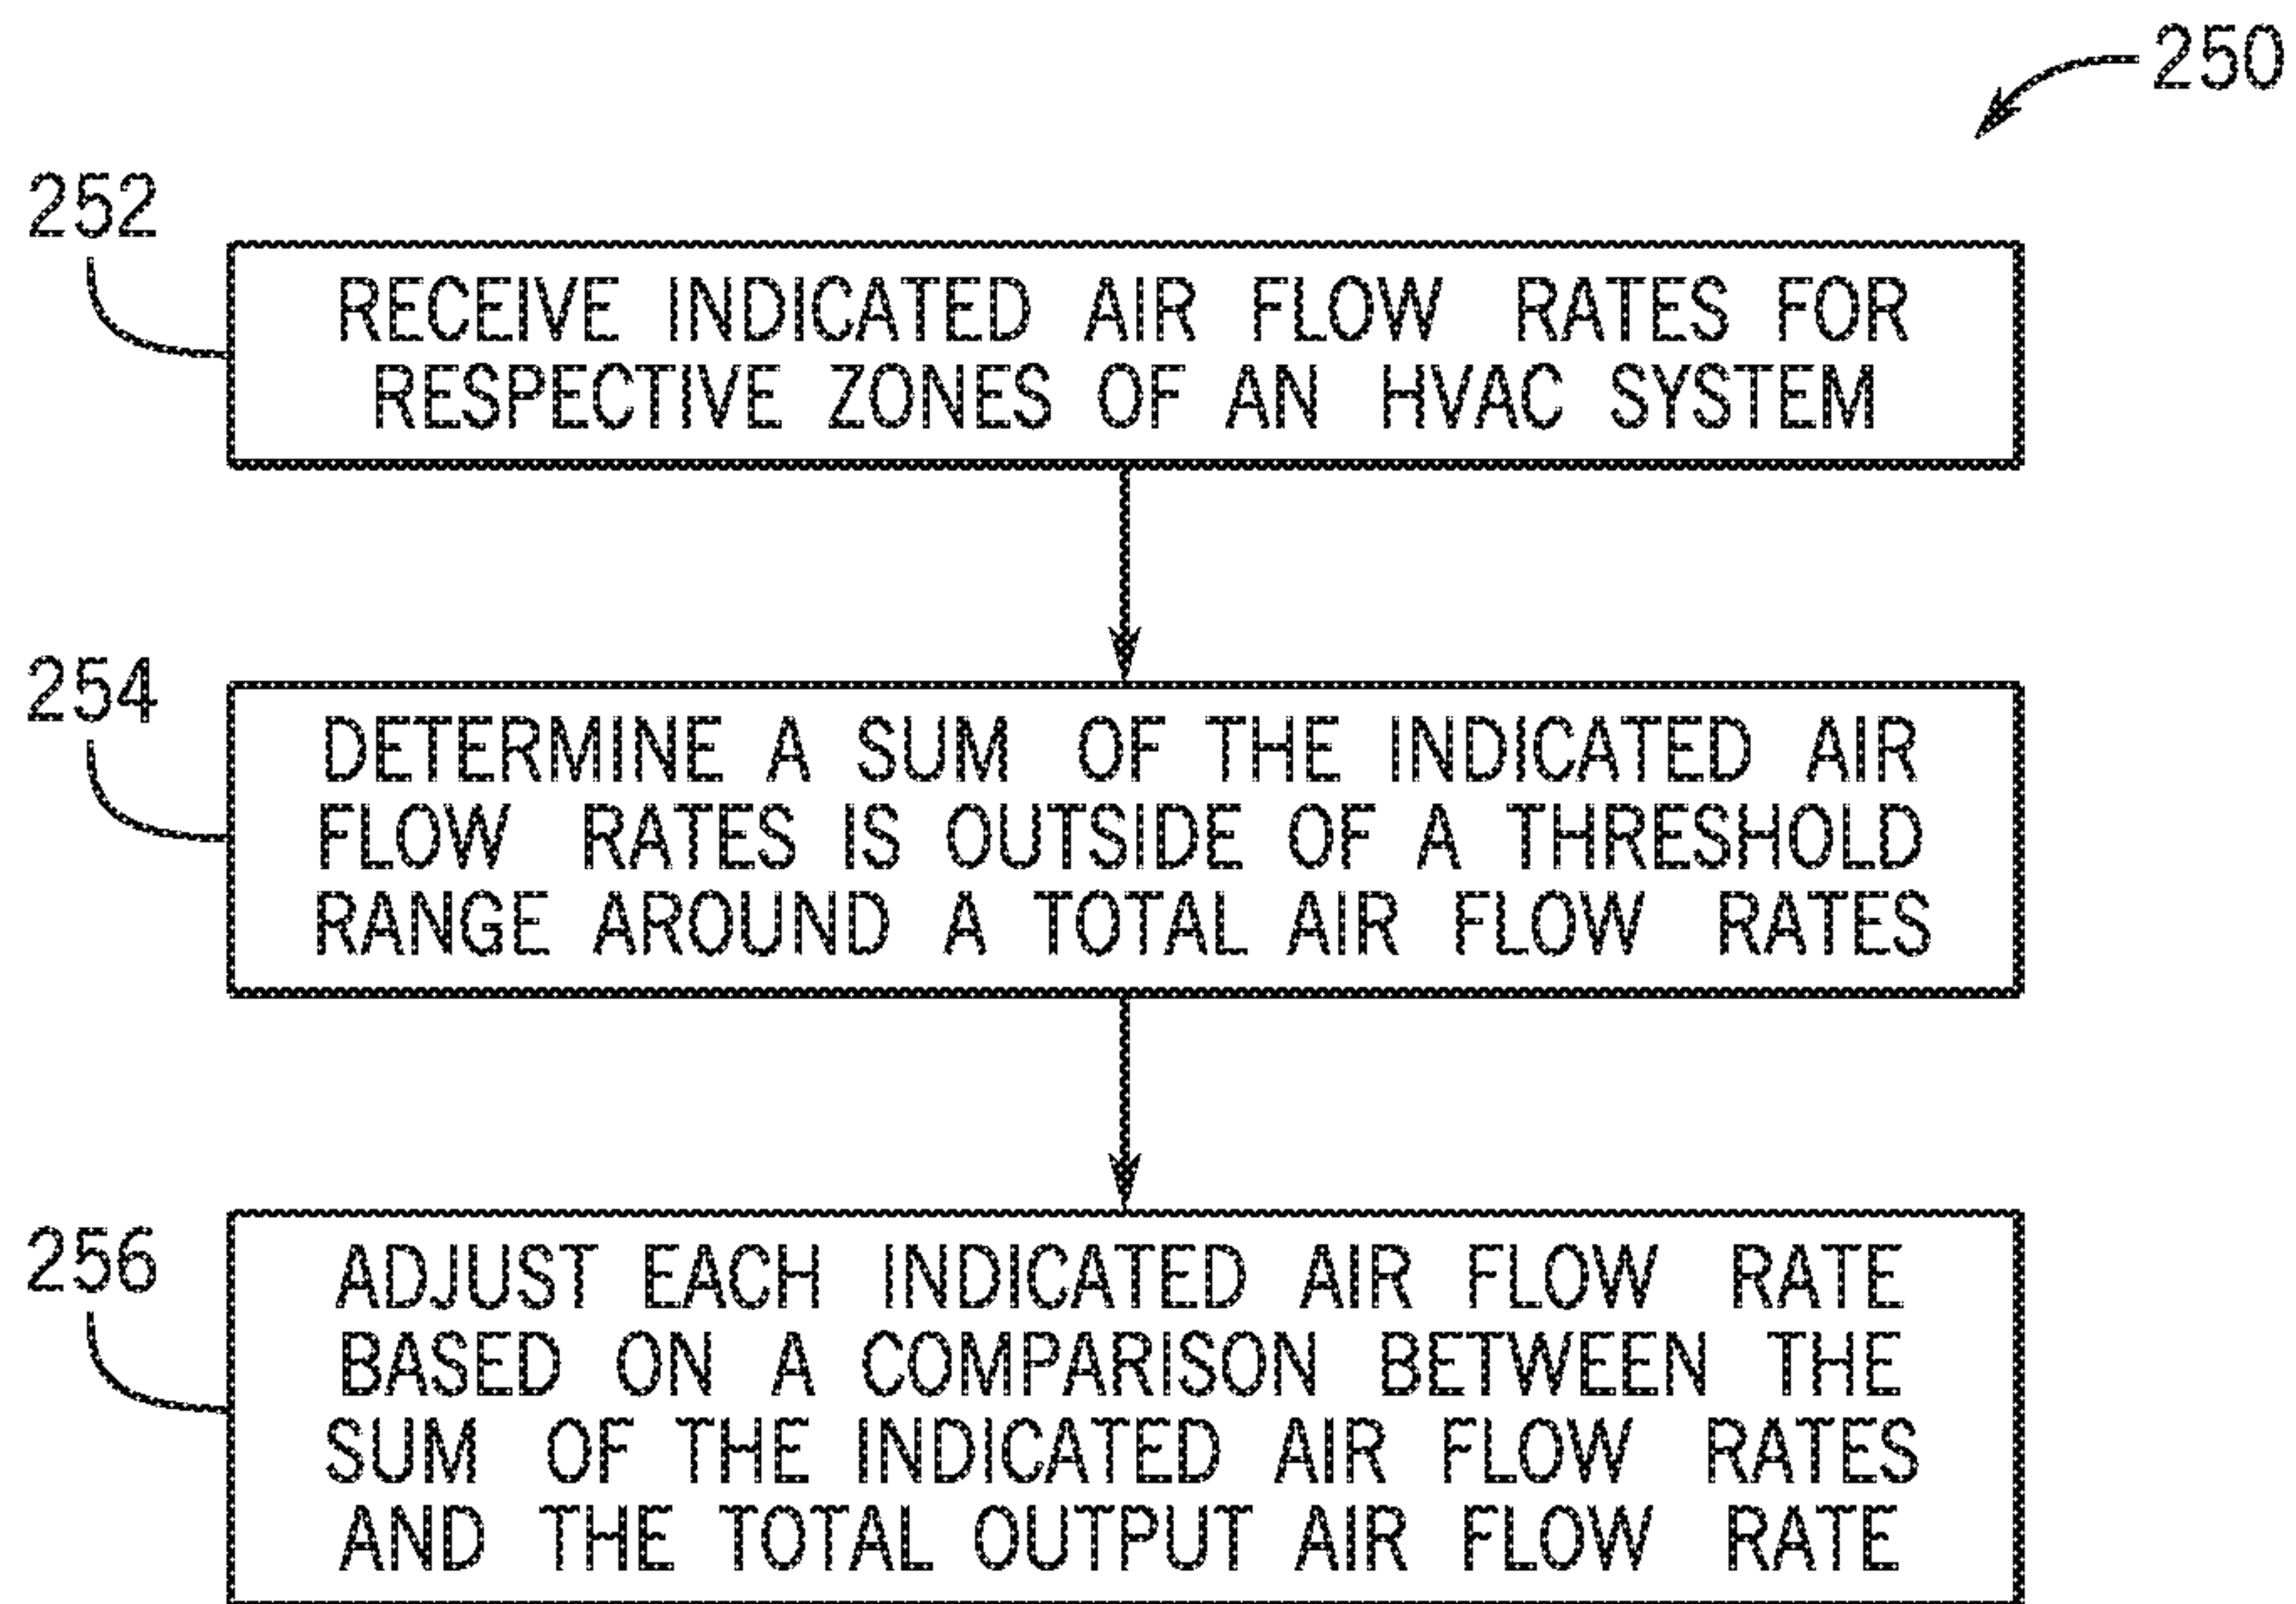 250
252
RECEIVE INDICATED AIR FLOW RATES FOR
RESPECTIVE ZONES OF AN HVAC SYSTEM
254
DETERMINE A SUM OF THE INDICATED AIR
FLOW RATES IS OUTSIDE OF A THRESHOLD
RANGE AROUND A TOTAL AIR FLOW RATES
256
ADJUST EACH INDICATED AIR FLOW RATE
BASED ON A COMPARISON BETWEEN THE
SUM OF THE INDICATED AIR FLOW RATES
AND THE TOTAL OUTPUT AIR FLOW RATE